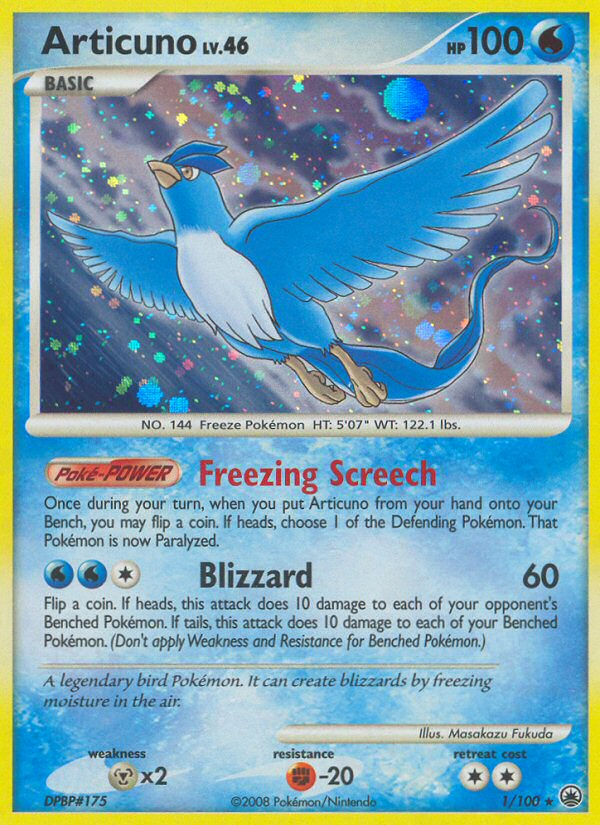 Articuno LV.46 HP 100
BASIC
NO. 144 Freeze Pokémon HT: 5'07" WT: 122.1 lbs.
Poké-POWER Freezing Screech
Once during your turn, when you put Articuno from your hand onto your
Bench, you may flip a coin. If heads, choose 1 of the Defending Pokémon. That
Pokémon is now Paralyzed.
Blizzard 60
Flip a coin. If heads, this attack does 10 damage to each of your opponent's
Benched Pokémon. If tails, this attack does 10 damage to each of your Benched
Pokémon. (Don't apply Weakness and Resistance for Benched Pokémon.)
A legendary bird Pokémon. It can create blizzards by freezing
moisture in the air.
Illus. Masakazu Fukuda
weakness resistance retreat cost
x2 -20
DPBP#175 ©2008 Pokémon/Nintendo 1/100 ★